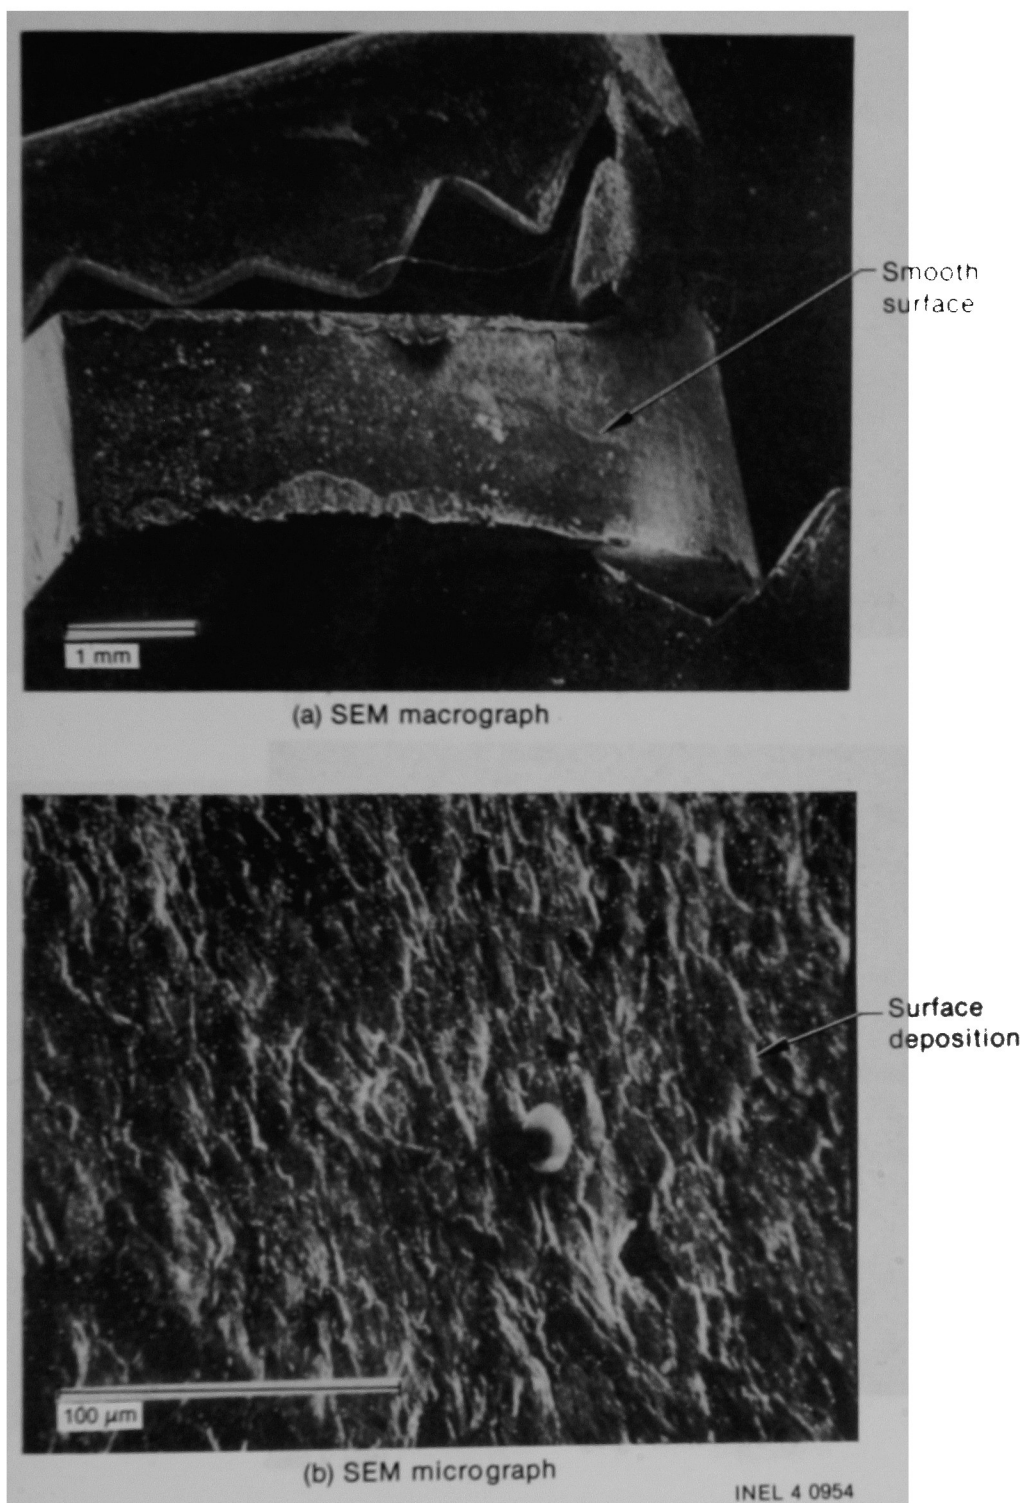 Smooth
surface
1 mm
(a) SEM macrograph
Surface
deposition
100 µm
(b) SEM micrograph
INEL 4 0954